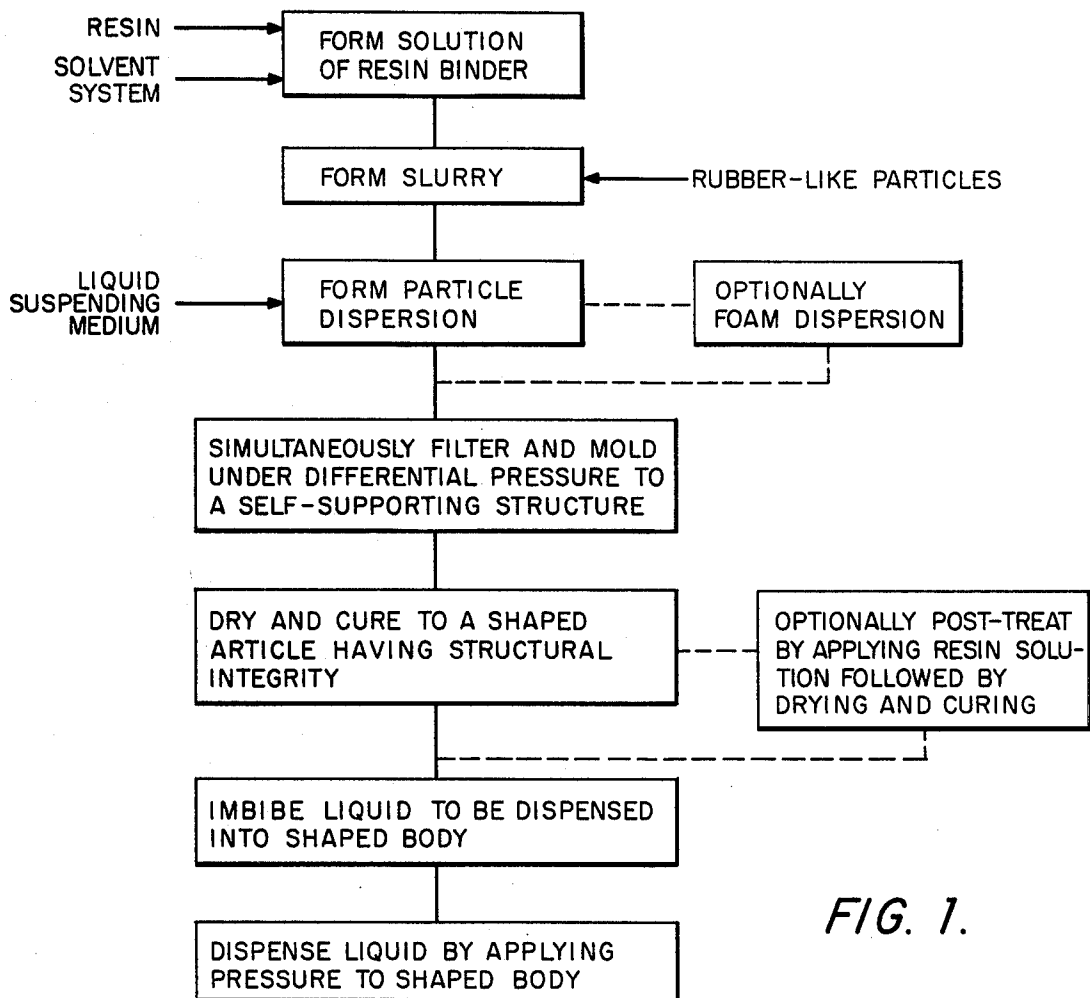 RESIN
SOLVENT
SYSTEM
FORM SOLUTION
OF RESIN BINDER
FORM SLURRY
RUBBER-LIKE PARTICLES
LIQUID
SUSPENDING
MEDIUM
FORM PARTICLE
DISPERSION
OPTIONALLY
FOAM DISPERSION
SIMULTANEOUSLY FILTER AND MOLD
UNDER DIFFERENTIAL PRESSURE TO
A SELF-SUPPORTING STRUCTURE
DRY AND CURE TO A SHAPED
ARTICLE HAVING STRUCTURAL
INTEGRITY
OPTIONALLY POST-TREAT
BY APPLYING RESIN SOLU-
TION FOLLOWED BY
DRYING AND CURING
IMBIBE LIQUID TO BE DISPENSED
INTO SHAPED BODY
DISPENSE LIQUID BY APPLYING
PRESSURE TO SHAPED BODY
FIG. 1.